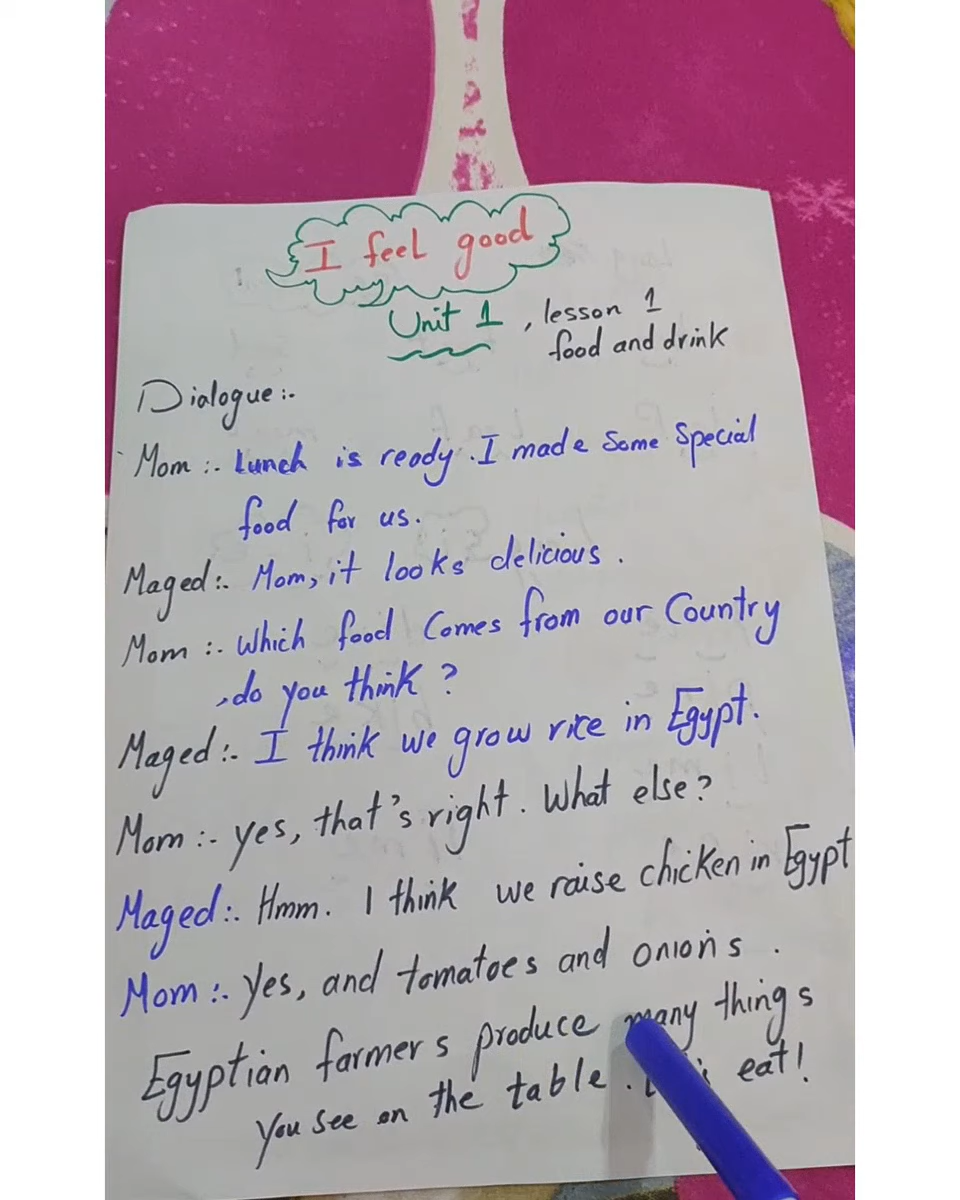 I feel good
Unit 1 , lesson 1
food and drink
Dialogue:-
Mom :- Lunch is ready . I made Some Special
food for us.
Maged:- Mom, it looks delicious .
Mom :- Which food Comes from our Country
,do you think ?
Maged:- I think we grow rice in Egypt.
Mom :- yes, that's right. What else?
Maged:- Hmm. I think we raise chicken in Egypt
Mom :- Yes, and tomatoes and onions .
Egyptian farmers produce many things
You see on the table . eat!